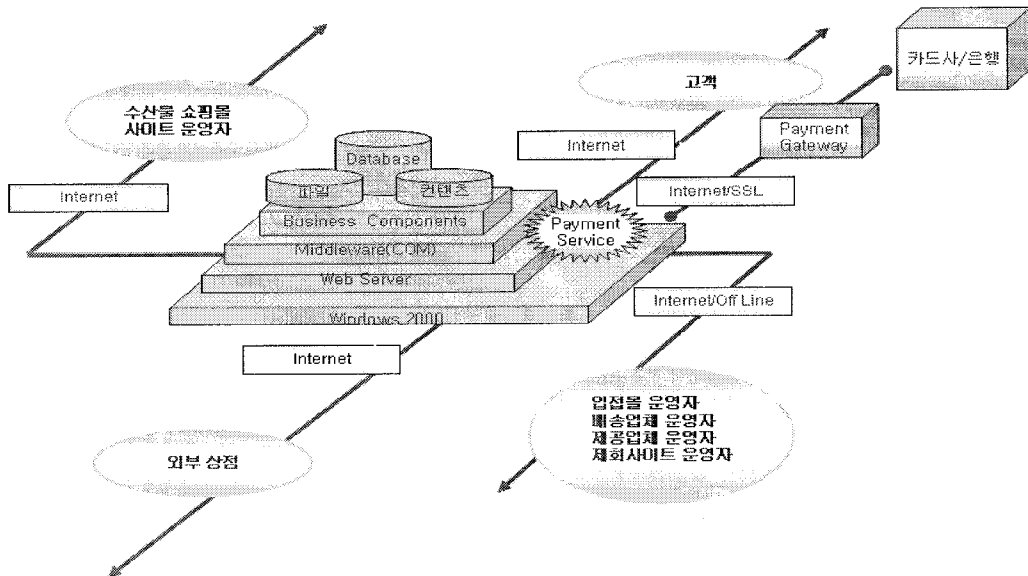 카드사/은행
고객
수산물 쇼핑몰
사이트 운영자
Payment
Gateway
Internet
Database
Internet/SSL
Internet
파일
컨텐츠
Business Components
Payment
Service
Middleware(COM)
Web Server
Internet/Off Line
Windows 2000
Internet
입점몰 운영자
배송업체 운영자
제공업체 운영자
제휴사이트 운영자
외부 상점